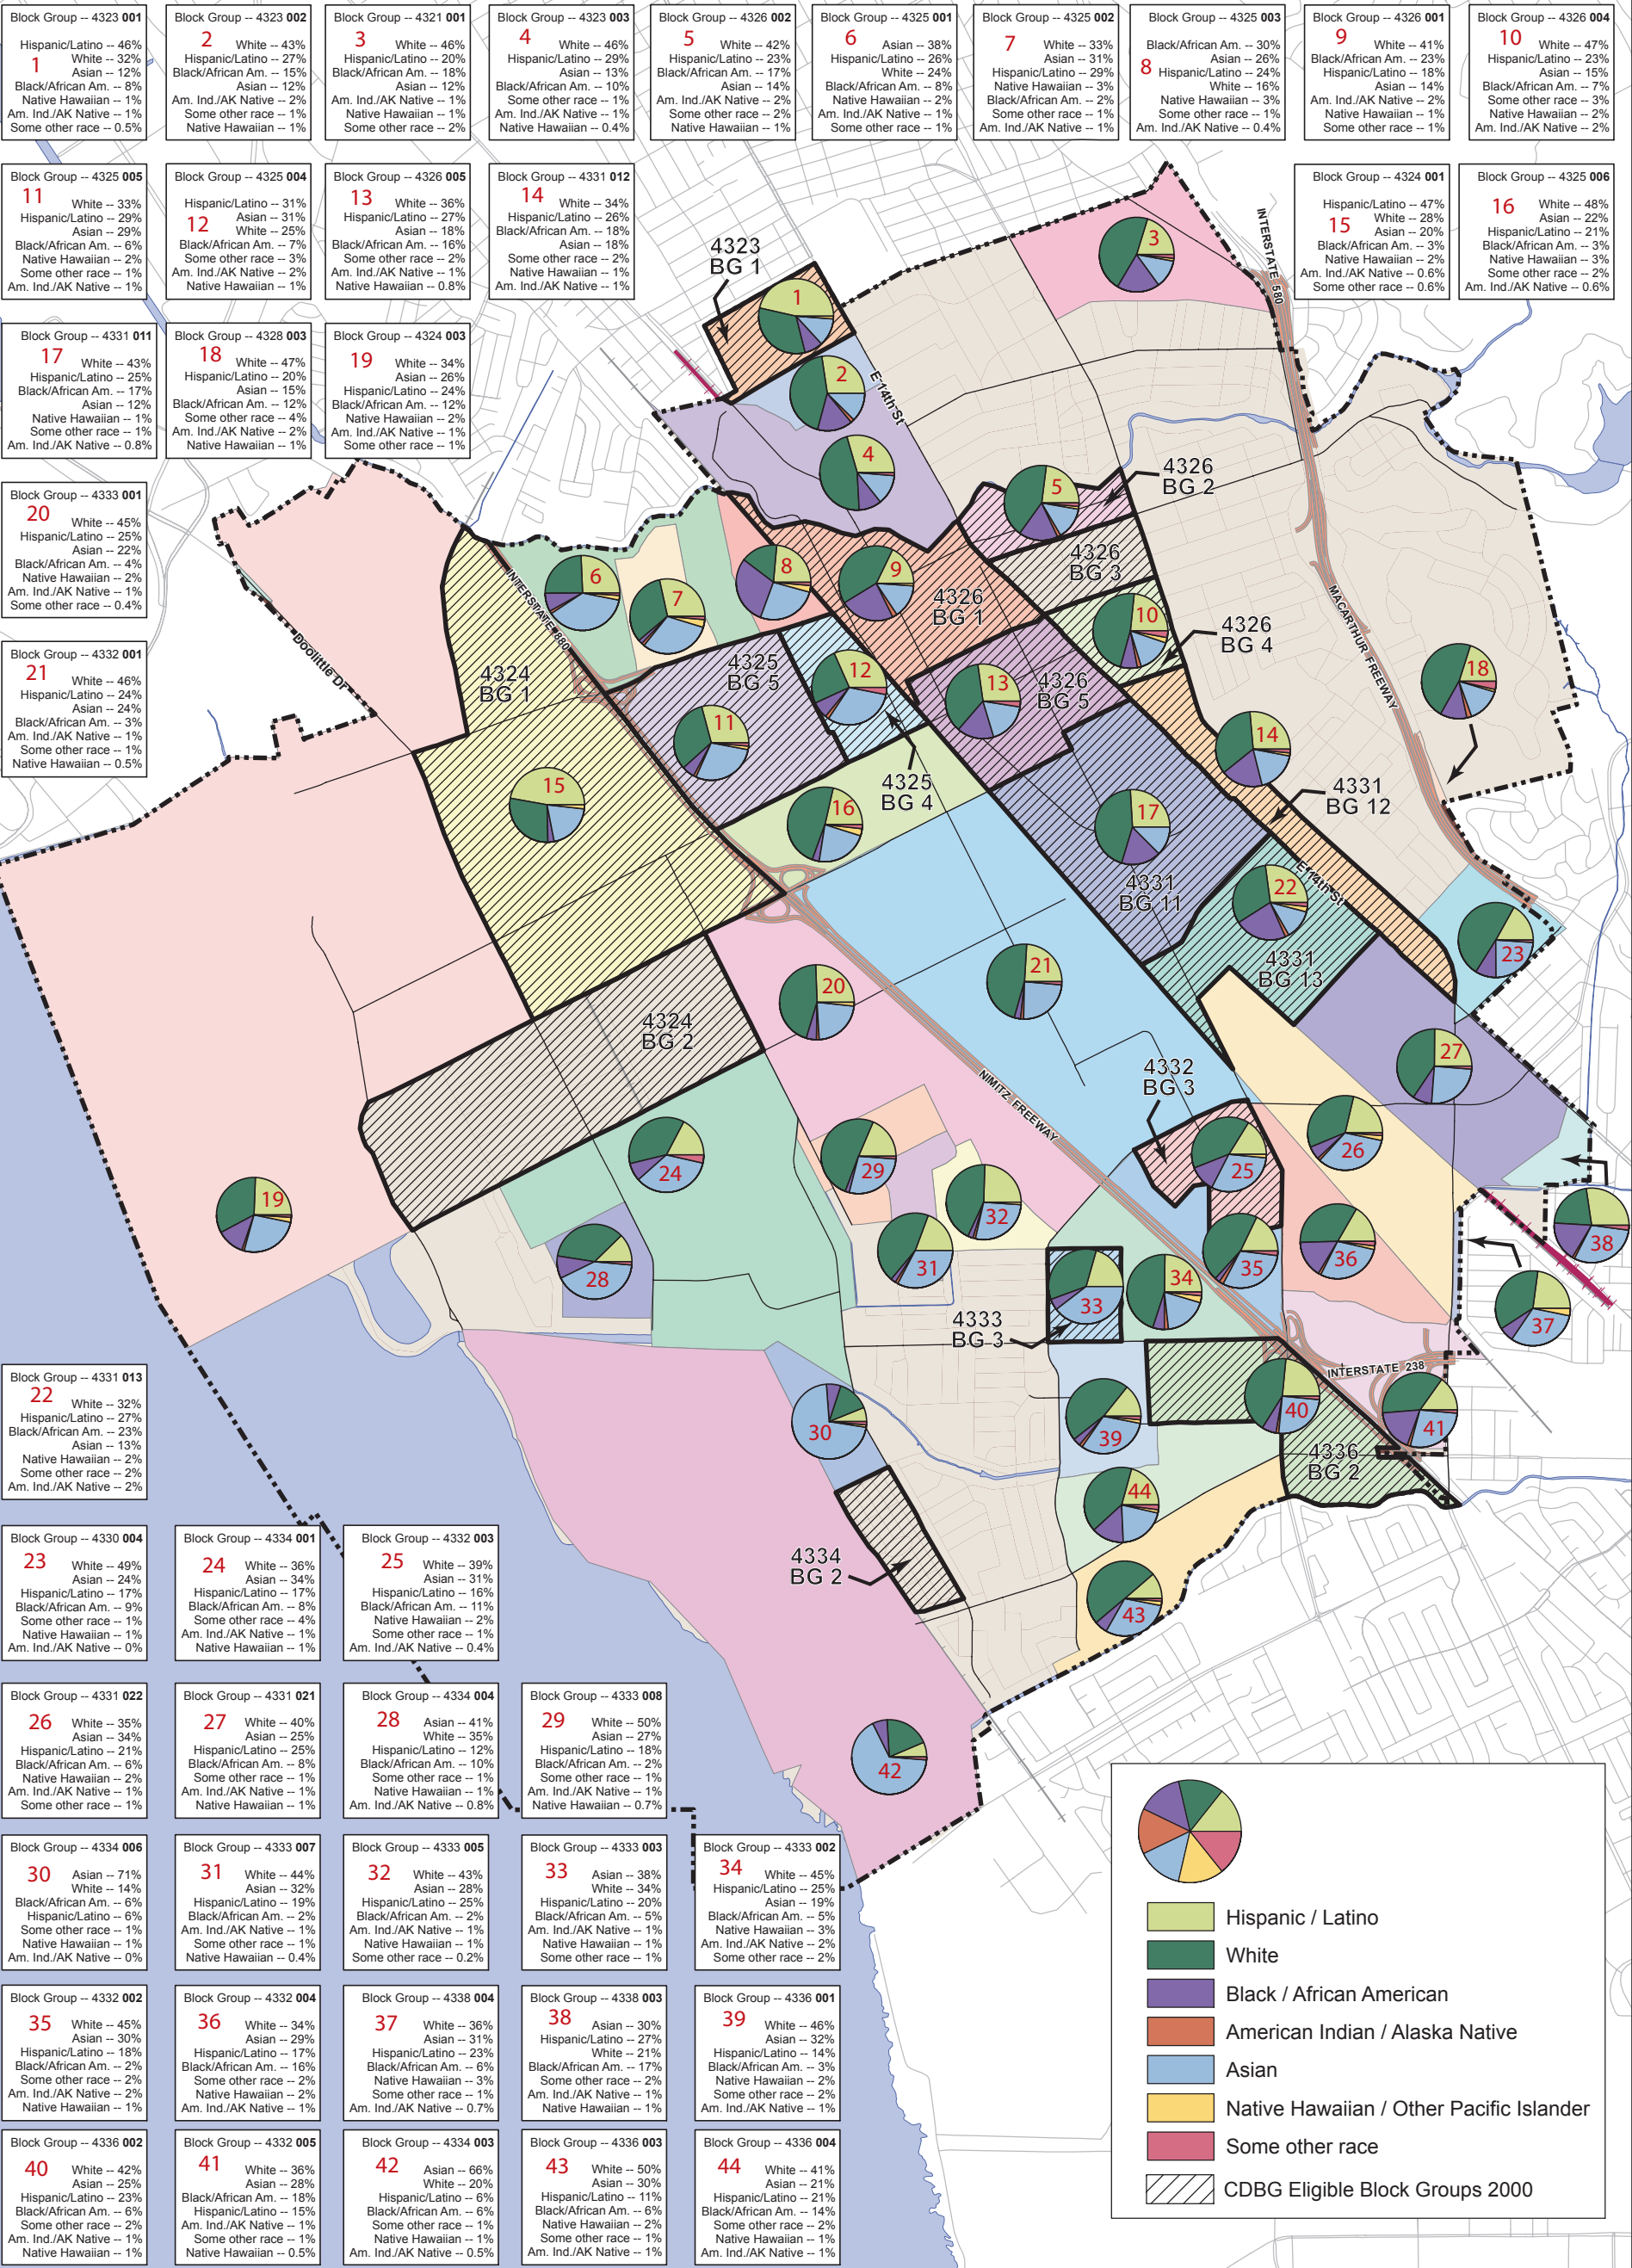 Block Group -- 4323 001
1
Hispanic/Latino -- 46%
White -- 32%
Asian -- 12%
Black/African Am. -- 8%
Native Hawaiian -- 1%
Am. Ind./AK Native -- 1%
Some other race -- 0.5%
Block Group -- 4323 002
2
White -- 43%
Hispanic/Latino -- 27%
Black/African Am. -- 15%
Asian -- 12%
Am. Ind./AK Native -- 2%
Some other race -- 1%
Native Hawaiian -- 1%
Block Group -- 4321 001
3
White -- 46%
Hispanic/Latino -- 20%
Black/African Am. -- 18%
Asian -- 12%
Am. Ind./AK Native -- 1%
Native Hawaiian -- 1%
Some other race -- 2%
Block Group -- 4323 003
4
White -- 46%
Hispanic/Latino -- 29%
Asian -- 13%
Black/African Am. -- 10%
Some other race -- 1%
Am. Ind./AK Native -- 1%
Native Hawaiian -- 0.4%
Block Group -- 4326 002
5
White -- 42%
Hispanic/Latino -- 23%
Black/African Am. -- 17%
Asian -- 14%
Am. Ind./AK Native -- 2%
Some other race -- 2%
Native Hawaiian -- 1%
Block Group -- 4325 001
6
Asian -- 38%
Hispanic/Latino -- 26%
White -- 24%
Black/African Am. -- 8%
Native Hawaiian -- 2%
Am. Ind./AK Native -- 1%
Some other race -- 1%
Block Group -- 4325 002
7
White -- 33%
Asian -- 31%
Hispanic/Latino -- 29%
Native Hawaiian -- 3%
Black/African Am. -- 2%
Some other race -- 1%
Am. Ind./AK Native -- 1%
Block Group -- 4325 003
8
Black/African Am. -- 30%
Asian -- 26%
Hispanic/Latino -- 24%
White -- 16%
Native Hawaiian -- 3%
Some other race -- 1%
Am. Ind./AK Native -- 0.4%
Block Group -- 4326 001
9
White -- 41%
Black/African Am. -- 23%
Hispanic/Latino -- 18%
Asian -- 14%
Am. Ind./AK Native -- 2%
Native Hawaiian -- 1%
Some other race -- 1%
Block Group -- 4326 004
10
White -- 47%
Hispanic/Latino -- 23%
Asian -- 15%
Black/African Am. -- 7%
Some other race -- 3%
Native Hawaiian -- 2%
Am. Ind./AK Native -- 2%
Block Group -- 4325 005
11
White -- 33%
Hispanic/Latino -- 29%
Asian -- 29%
Black/African Am. -- 6%
Native Hawaiian -- 2%
Some other race -- 1%
Am. Ind./AK Native -- 1%
Block Group -- 4325 004
12
Hispanic/Latino -- 31%
Asian -- 31%
White -- 25%
Black/African Am. -- 7%
Some other race -- 3%
Am. Ind./AK Native -- 2%
Native Hawaiian -- 1%
Block Group -- 4326 005
13
White -- 36%
Hispanic/Latino -- 27%
Asian -- 18%
Black/African Am. -- 16%
Some other race -- 2%
Am. Ind./AK Native -- 1%
Native Hawaiian -- 0.8%
Block Group -- 4331 012
14
White -- 34%
Hispanic/Latino -- 26%
Black/African Am. -- 18%
Asian -- 18%
Some other race -- 2%
Native Hawaiian -- 1%
Am. Ind./AK Native -- 1%
Block Group -- 4324 001
15
Hispanic/Latino -- 47%
White -- 28%
Asian -- 20%
Black/African Am. -- 3%
Native Hawaiian -- 2%
Am. Ind./AK Native -- 0.6%
Some other race -- 0.6%
Block Group -- 4325 006
16
White -- 48%
Asian -- 22%
Hispanic/Latino -- 21%
Black/African Am. -- 3%
Native Hawaiian -- 3%
Some other race -- 2%
Am. Ind./AK Native -- 0.6%
Block Group -- 4331 011
17
White -- 43%
Hispanic/Latino -- 25%
Black/African Am. -- 17%
Asian -- 12%
Native Hawaiian -- 1%
Some other race -- 1%
Am. Ind./AK Native -- 0.8%
Block Group -- 4328 003
18
White -- 47%
Hispanic/Latino -- 20%
Asian -- 15%
Black/African Am. -- 12%
Some other race -- 4%
Am. Ind./AK Native -- 2%
Native Hawaiian -- 1%
Block Group -- 4324 003
19
White -- 34%
Asian -- 26%
Hispanic/Latino -- 24%
Black/African Am. -- 12%
Native Hawaiian -- 2%
Am. Ind./AK Native -- 1%
Some other race -- 1%
Block Group -- 4333 001
20
White -- 45%
Hispanic/Latino -- 25%
Asian -- 22%
Black/African Am. -- 4%
Native Hawaiian -- 2%
Am. Ind./AK Native -- 1%
Some other race -- 0.4%
Block Group -- 4332 001
21
White -- 46%
Hispanic/Latino -- 24%
Asian -- 24%
Black/African Am. -- 3%
Am. Ind./AK Native -- 1%
Some other race -- 1%
Native Hawaiian -- 0.5%
4323
BG 1
INTERSTATE 580
3
1
2
E 14th St
4
5
4326
BG 2
4326
BG 3
6
7
8
9
4326
BG 1
10
4326
BG 4
INTERSTATE 880
MACARTHUR FREEWAY
Doolittle Dr
4324
BG 1
4325
BG 5
12
13
4326
BG 5
18
11
14
15
4325
BG 4
16
17
4331
BG 12
4331
BG 11
22
E 14th St
23
4331
BG 13
20
21
4324
BG 2
27
4332
BG 3
NIMITZ FREEWAY
26
24
29
25
19
32
38
28
31
35
36
33
34
37
4333
BG 3
INTERSTATE 238
30
39
40
41
4336
BG 2
44
4334
BG 2
43
42
Block Group -- 4331 013
22
White -- 32%
Hispanic/Latino -- 27%
Black/African Am. -- 23%
Asian -- 13%
Native Hawaiian -- 2%
Some other race -- 2%
Am. Ind./AK Native -- 2%
Block Group -- 4330 004
23
White -- 49%
Asian -- 24%
Hispanic/Latino -- 17%
Black/African Am. -- 9%
Some other race -- 1%
Native Hawaiian -- 1%
Am. Ind./AK Native -- 0%
Block Group -- 4334 001
24
White -- 36%
Asian -- 34%
Hispanic/Latino -- 17%
Black/African Am. -- 8%
Some other race -- 4%
Am. Ind./AK Native -- 1%
Native Hawaiian -- 1%
Block Group -- 4332 003
25
White -- 39%
Asian -- 31%
Hispanic/Latino -- 16%
Black/African Am. -- 11%
Native Hawaiian -- 2%
Some other race -- 1%
Am. Ind./AK Native -- 0.4%
Block Group -- 4331 022
26
White -- 35%
Asian -- 34%
Hispanic/Latino -- 21%
Black/African Am. -- 6%
Native Hawaiian -- 2%
Am. Ind./AK Native -- 1%
Some other race -- 1%
Block Group -- 4331 021
27
White -- 40%
Asian -- 25%
Hispanic/Latino -- 25%
Black/African Am. -- 8%
Some other race -- 1%
Am. Ind./AK Native -- 1%
Native Hawaiian -- 1%
Block Group -- 4334 004
28
Asian -- 41%
White -- 35%
Hispanic/Latino -- 12%
Black/African Am. -- 10%
Some other race -- 1%
Native Hawaiian -- 1%
Am. Ind./AK Native -- 0.8%
Block Group -- 4333 008
29
White -- 50%
Asian -- 27%
Hispanic/Latino -- 18%
Black/African Am. -- 2%
Some other race -- 1%
Am. Ind./AK Native -- 1%
Native Hawaiian -- 0.7%
Block Group -- 4334 006
30
Asian -- 71%
White -- 14%
Black/African Am. -- 6%
Hispanic/Latino -- 6%
Some other race -- 1%
Native Hawaiian -- 1%
Am. Ind./AK Native -- 0%
Block Group -- 4333 007
31
White -- 44%
Asian -- 32%
Hispanic/Latino -- 19%
Black/African Am. -- 2%
Am. Ind./AK Native -- 1%
Some other race -- 1%
Native Hawaiian -- 0.4%
Block Group -- 4333 005
32
White -- 43%
Asian -- 28%
Hispanic/Latino -- 25%
Black/African Am. -- 2%
Am. Ind./AK Native -- 1%
Native Hawaiian -- 1%
Some other race -- 0.2%
Block Group -- 4333 003
33
Asian -- 38%
White -- 34%
Hispanic/Latino -- 20%
Black/African Am. -- 5%
Am. Ind./AK Native -- 1%
Native Hawaiian -- 1%
Some other race -- 1%
Block Group -- 4333 002
34
White -- 45%
Hispanic/Latino -- 25%
Asian -- 19%
Black/African Am. -- 5%
Native Hawaiian -- 3%
Am. Ind./AK Native -- 2%
Some other race -- 2%
Block Group -- 4332 002
35
White -- 45%
Asian -- 30%
Hispanic/Latino -- 18%
Black/African Am. -- 2%
Some other race -- 2%
Am. Ind./AK Native -- 2%
Native Hawaiian -- 1%
Block Group -- 4332 004
36
White -- 34%
Asian -- 29%
Hispanic/Latino -- 17%
Black/African Am. -- 16%
Some other race -- 2%
Native Hawaiian -- 2%
Am. Ind./AK Native -- 1%
Block Group -- 4338 004
37
White -- 36%
Asian -- 31%
Hispanic/Latino -- 23%
Black/African Am. -- 6%
Native Hawaiian -- 3%
Some other race -- 1%
Am. Ind./AK Native -- 0.7%
Block Group -- 4338 003
38
Asian -- 30%
Hispanic/Latino -- 27%
White -- 21%
Black/African Am. -- 17%
Some other race -- 2%
Am. Ind./AK Native -- 1%
Native Hawaiian -- 1%
Block Group -- 4336 001
39
White -- 46%
Asian -- 32%
Hispanic/Latino -- 14%
Black/African Am. -- 3%
Native Hawaiian -- 2%
Some other race -- 2%
Am. Ind./AK Native -- 1%
Block Group -- 4336 002
40
White -- 42%
Asian -- 25%
Hispanic/Latino -- 23%
Black/African Am. -- 6%
Some other race -- 2%
Am. Ind./AK Native -- 1%
Native Hawaiian -- 1%
Block Group -- 4332 005
41
White -- 36%
Asian -- 28%
Black/African Am. -- 18%
Hispanic/Latino -- 15%
Am. Ind./AK Native -- 1%
Some other race -- 1%
Native Hawaiian -- 0.5%
Block Group -- 4334 003
42
Asian -- 66%
White -- 20%
Hispanic/Latino -- 6%
Black/African Am. -- 6%
Some other race -- 1%
Native Hawaiian -- 1%
Am. Ind./AK Native -- 0.5%
Block Group -- 4336 003
43
White -- 50%
Asian -- 30%
Hispanic/Latino -- 11%
Black/African Am. -- 6%
Native Hawaiian -- 2%
Some other race -- 1%
Am. Ind./AK Native -- 1%
Block Group -- 4336 004
44
White -- 41%
Asian -- 21%
Hispanic/Latino -- 21%
Black/African Am. -- 14%
Some other race -- 2%
Native Hawaiian -- 1%
Am. Ind./AK Native -- 1%
Hispanic / Latino
White
Black / African American
American Indian / Alaska Native
Asian
Native Hawaiian / Other Pacific Islander
Some other race
CDBG Eligible Block Groups 2000